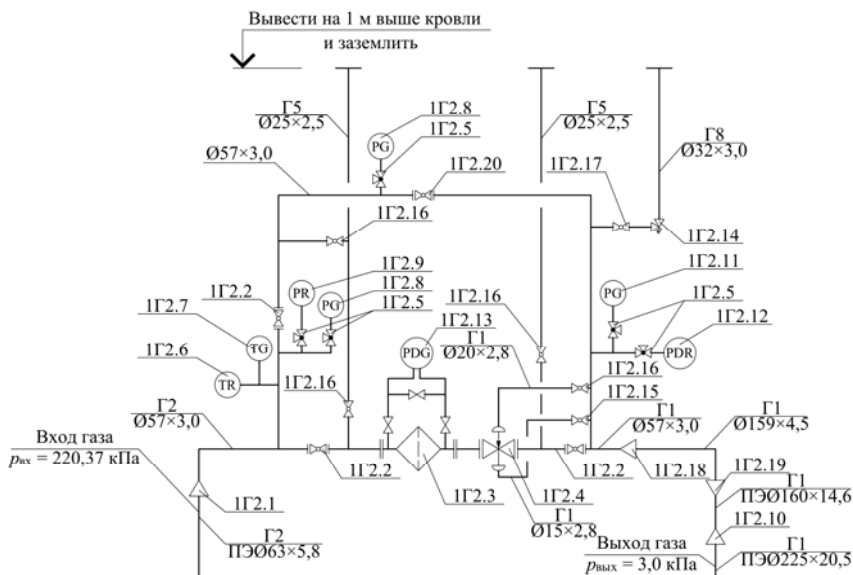 Вывести на 1 м выше кровли
и заземлить
Г5
Ø25×2,5
1Г2.8
1Г2.5
PG
Г5
Ø25×2,5
Г8
Ø32×3,0
Ø57×3,0
1Г2.20
1Г2.17
1Г2.16
1Г2.14
1Г2.11
PR
1Г2.9
PG
1Г2.8
1Г2.5
1Г2.2
1Г2.7
TG
1Г2.6
TR
1Г2.16
1Г2.13
PDG
Г1
Ø20×2,8
1Г2.16
PG
1Г2.5
1Г2.12
PDR
1Г2.16
1Г2.15
Г2
Ø57×3,0
Г1
Ø57×3,0
Г1
Ø159×4,5
Вход газа
pвх = 220,37 кПа
1Г2.2
1Г2.3
1Г2.4
1Г2.2
1Г2.18
1Г2.19
1Г2.1
Г1
Ø15×2,8
Г1
ПЭØ160×14,6
1Г2.10
Г2
ПЭØ63×5,8
Выход газа
pвых = 3,0 кПа
Г1
ПЭØ225×20,5